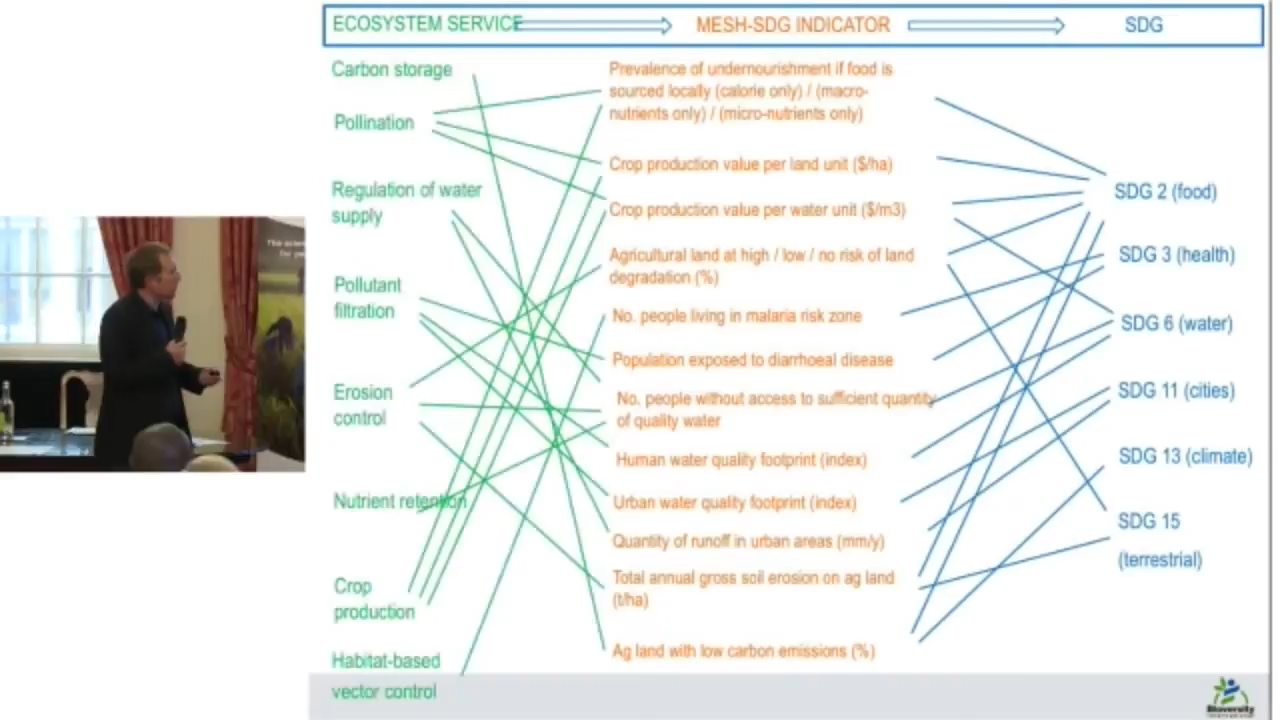 ECOSYSTEM SERVICE
MESH-SDG INDICATOR
SDG
Carbon storage
Pollination
Regulation of water
supply
Pollutant
filtration
Erosion
control
Nutrient retention
Crop
production
Habitat-based
vector control
Prevalence of undernourishment if food is
sourced locally (calorie only) / (macro-
nutrients only) / (micro-nutrients only)
Crop production value per land unit ($/ha)
Crop production value per water unit ($/m3)
Agricultural land at high / low / no risk of land
degradation (%)
No. people living in malaria risk zone
Population exposed to diarrhoeal disease
No. people without access to sufficient quantity
of quality water
Human water quality footprint (index)
Urban water quality footprint (index)
Quantity of runoff in urban areas (mm/y)
Total annual gross soil erosion on ag land
(t/ha)
Ag land with low carbon emissions (%)
SDG 2 (food)
SDG 3 (health)
SDG 6 (water)
SDG 11 (cities)
SDG 13 (climate)
SDG 15
(terrestrial)
Bioversity